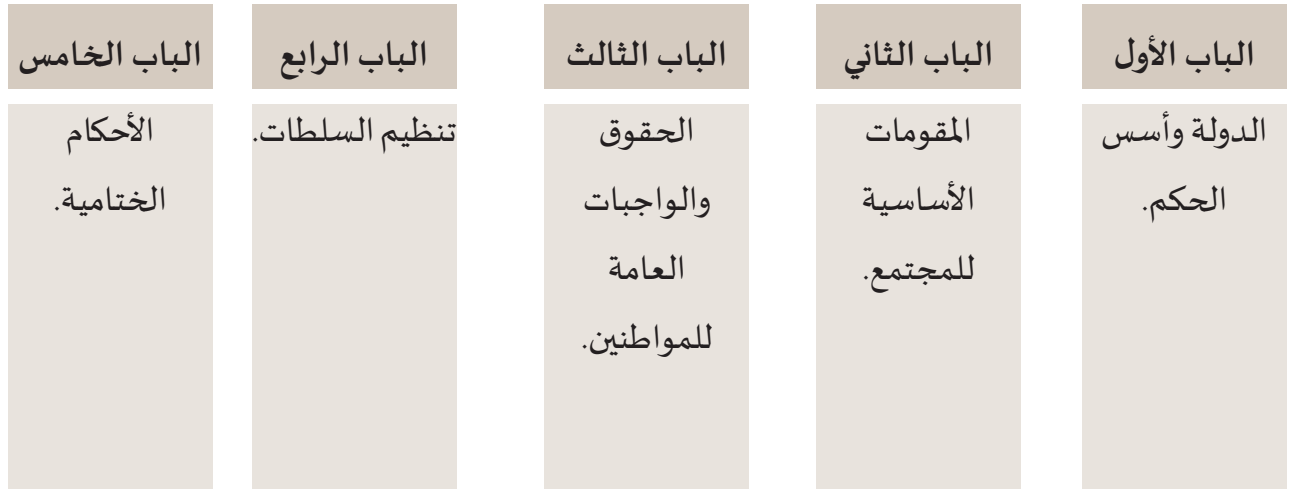 الباب الأول
الدولة وأسس
الحكم.
الباب الثاني
المقومات
الأساسية
للمجتمع.
الباب الثالث
الحقوق
والواجبات
العامة
للمواطنين.
الباب الرابع
تنظيم السلطات.
الباب الخامس
الأحكام
الختامية.